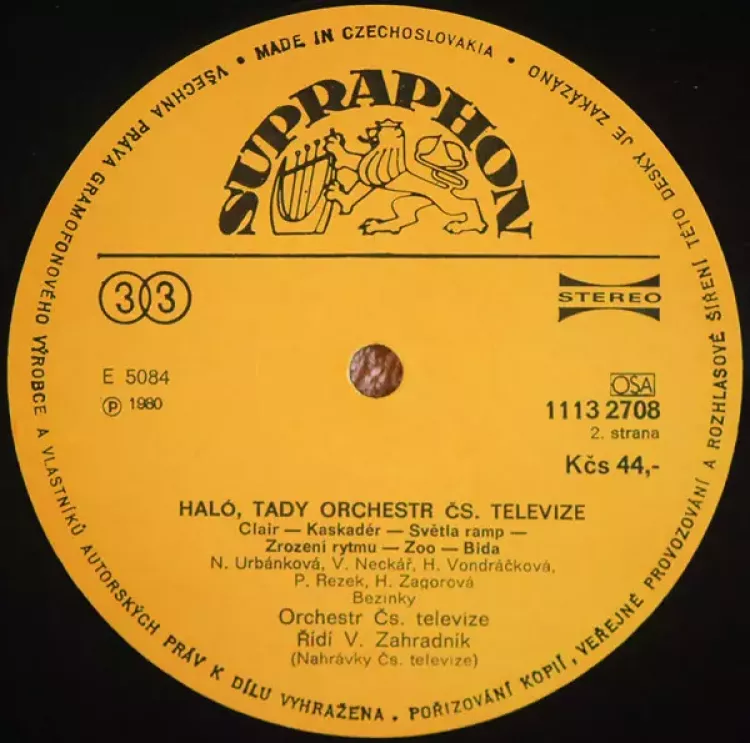 VŠECHNA PRÁVA GRAMOFONOVÉHO VÝROBCE A VLASTNÍKŮ AUTORSKÝCH PRÁV K DÍLU VYHRAŽENA • POŘIZOVÁNÍ KOPIÍ, VEŘEJNÉ PROVOZOVÁNÍ A ROZHLASOVÉ ŠÍŘENÍ TÉTO DESKY JE ZAKÁZÁNO • MADE IN CZECHOSLOVAKIA •
SUPRAPHON
33
STEREO
E 5084
Ⓟ 1980
OSA
1113 2708
2. strana
Kčs 44,-
HALÓ, TADY ORCHESTR ČS. TELEVIZE
Clair — Kaskadér — Světla ramp —
Zrození rytmu — Zoo — Bída
N. Urbánková, V. Neckář, H. Vondráčková,
P. Rezek, H. Zagorová
Bezinky
Orchestr Čs. televize
Řídí V. Zahradník
(Nahrávky Čs. televize)